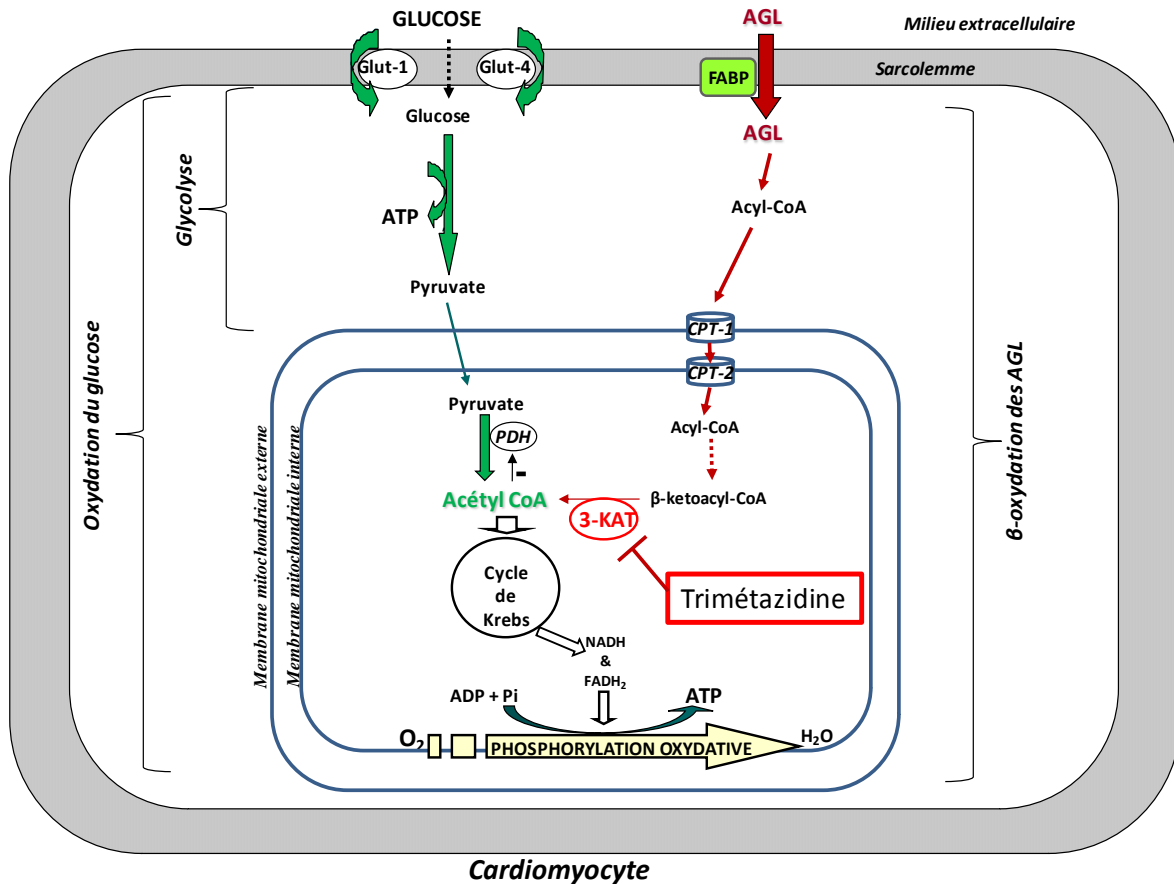 GLUCOSE
AGL
Milieu extracellulaire
Glut-1
Glut-4
FABP
Sarcolemme
Glucose
AGL
ATP
Acyl-CoA
Glycolyse
Pyruvate
CPT-1
CPT-2
Oxydation du glucose
β-oxydation des AGL
Membrane mitochondriale externe
Membrane mitochondriale interne
Pyruvate
PDH
Acyl-CoA
-
Acétyl CoA
β-ketoacyl-CoA
3-KAT
Cycle
de
Krebs
Trimétazidine
NADH
&
FADH₂
ADP + Pi
ATP
O₂
PHOSPHORYLATION OXYDATIVE
H₂O
Cardiomyocyte